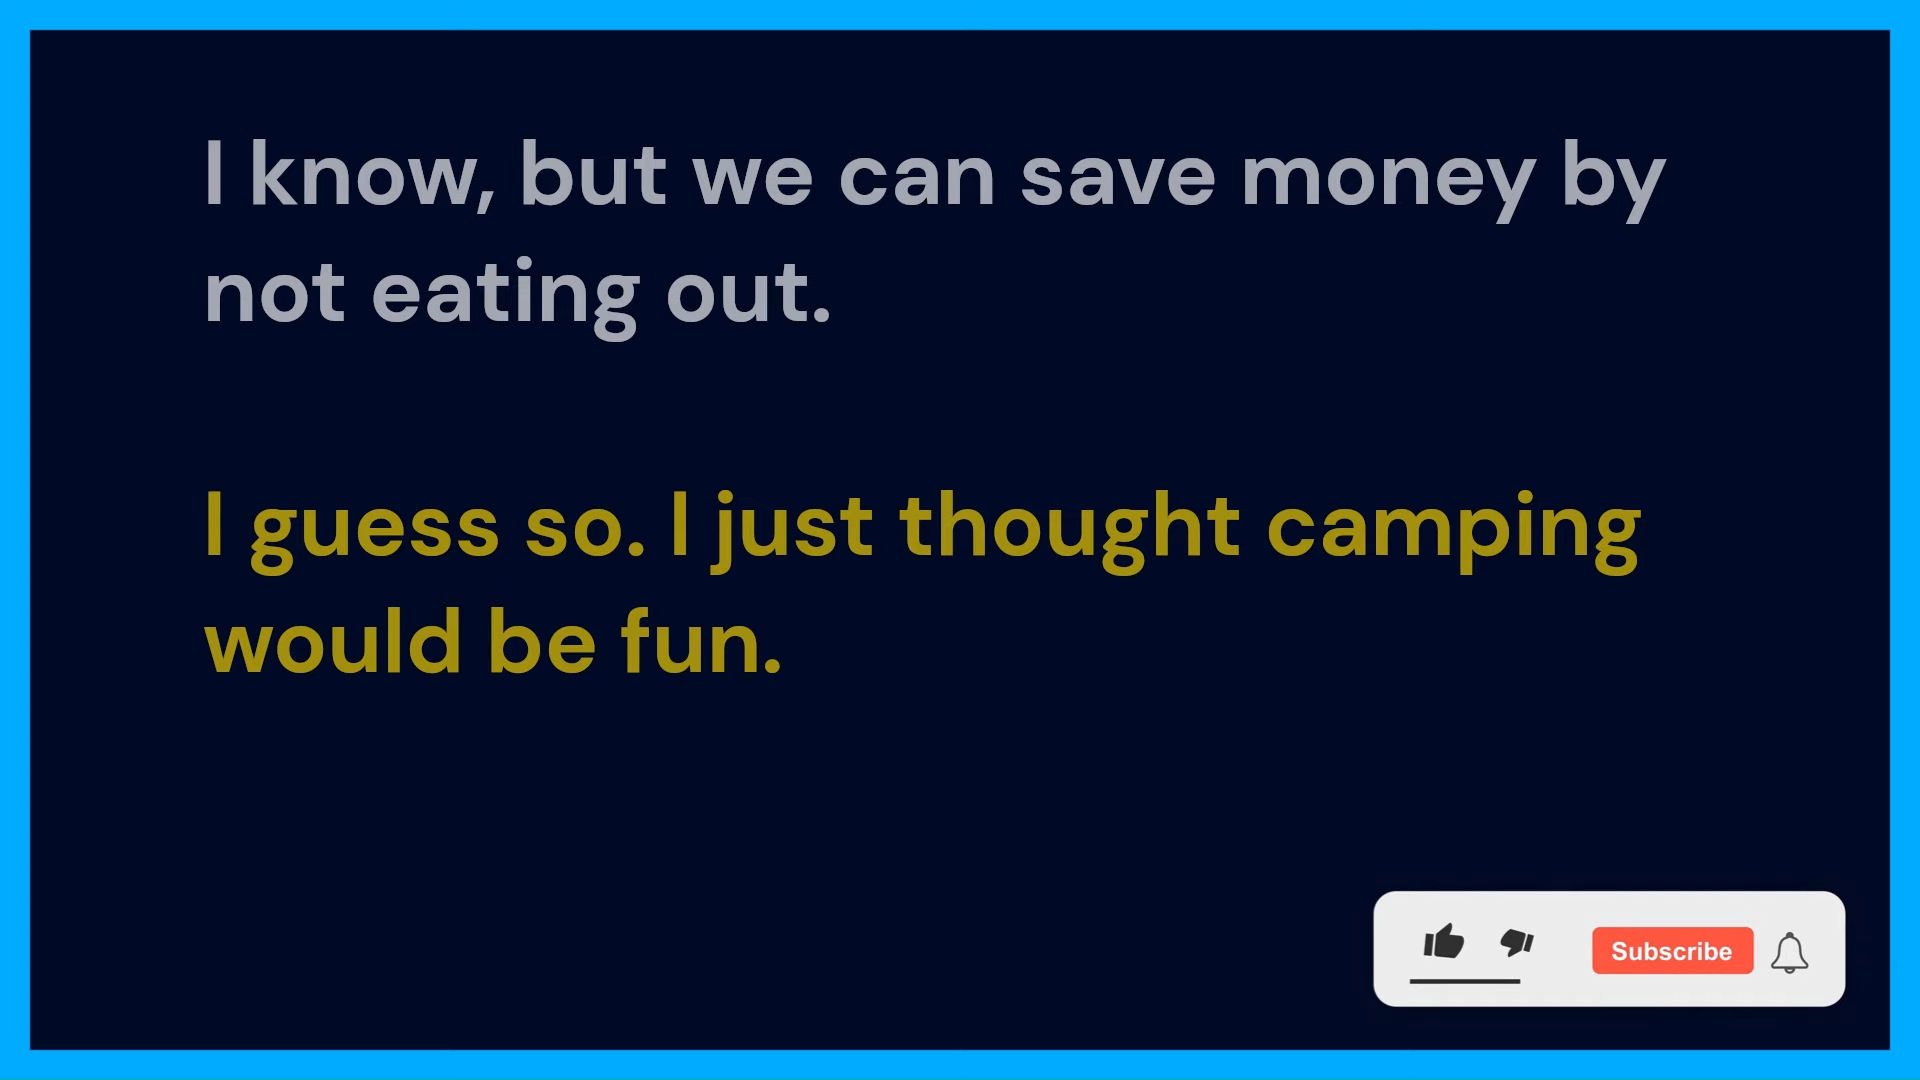 I know, but we can save money by
not eating out.
I guess so. I just thought camping
would be fun.
Subscribe